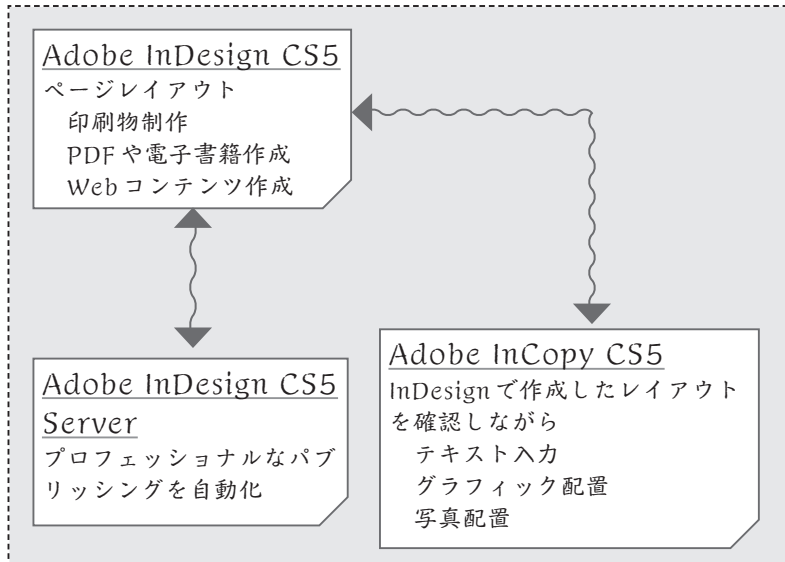 Adobe InDesign CS5
ページレイアウト
印刷物制作
PDFや電子書籍作成
Webコンテンツ作成
Adobe InDesign CS5
Server
プロフェッショナルなパブ
リッシングを自動化
Adobe InCopy CS5
InDesignで作成したレイアウト
を確認しながら
テキスト入力
グラフィック配置
写真配置